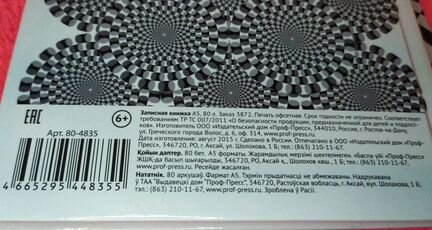 EAC
6+
Арт. 80-4835
4 665295 448355
Записная книжка А5, 80 л. Заказ 3872. Печать офсетная. Срок годности не ограничен. Соответствует
требованиям ТР ТС 007/2011 «О безопасности продукции, предназначенной для детей и подрост-
ков». Изготовитель ООО «Издательский дом «Проф-Пресс», 344010, Россия, г. Ростов-на-Дону,
ул. Греческого города Волос, д. 6, оф. 314, www.prof-press.ru. Сделано в России.
Дата изготовления: август 2015 г. Отпечатано в ООО «Издательский дом «Проф-
Пресс», 346720, РО, г. Аксай, ул. Шолохова, 1 Б; тел.: (863) 210-11-67.
Қойын дәптер. 80 бет. А5 форматы. Жарамдылық мерзімі шектелмеген. «Баспа үйі «Проф-Пресс»
ЖШҚ-да басып шығарылды, 346720, РО, Аксай қ., Шолохов көш., 1 Б; тел.: (863) 210-11-67,
www.prof-press.ru. Ресейде жасалған.
Нататнік. 80 аркушаў. Фармат А5. Тэрмін прыдатнасці не абмежаваны. Надрукавана
ў ТАА "Выдавецкі дом "Проф-Прэс", 346720, Растоўская вобласць, г. Аксай, вул. Шолахава, 1 Б;
тэл.: (863) 210-11-67, www.prof-press.ru. Зроблена ў Расіі.